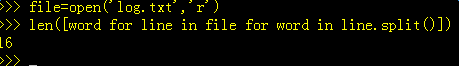 >>> file=open('log.txt','r')
>>> len([word for line in file for word in line.split()])
16
>>>